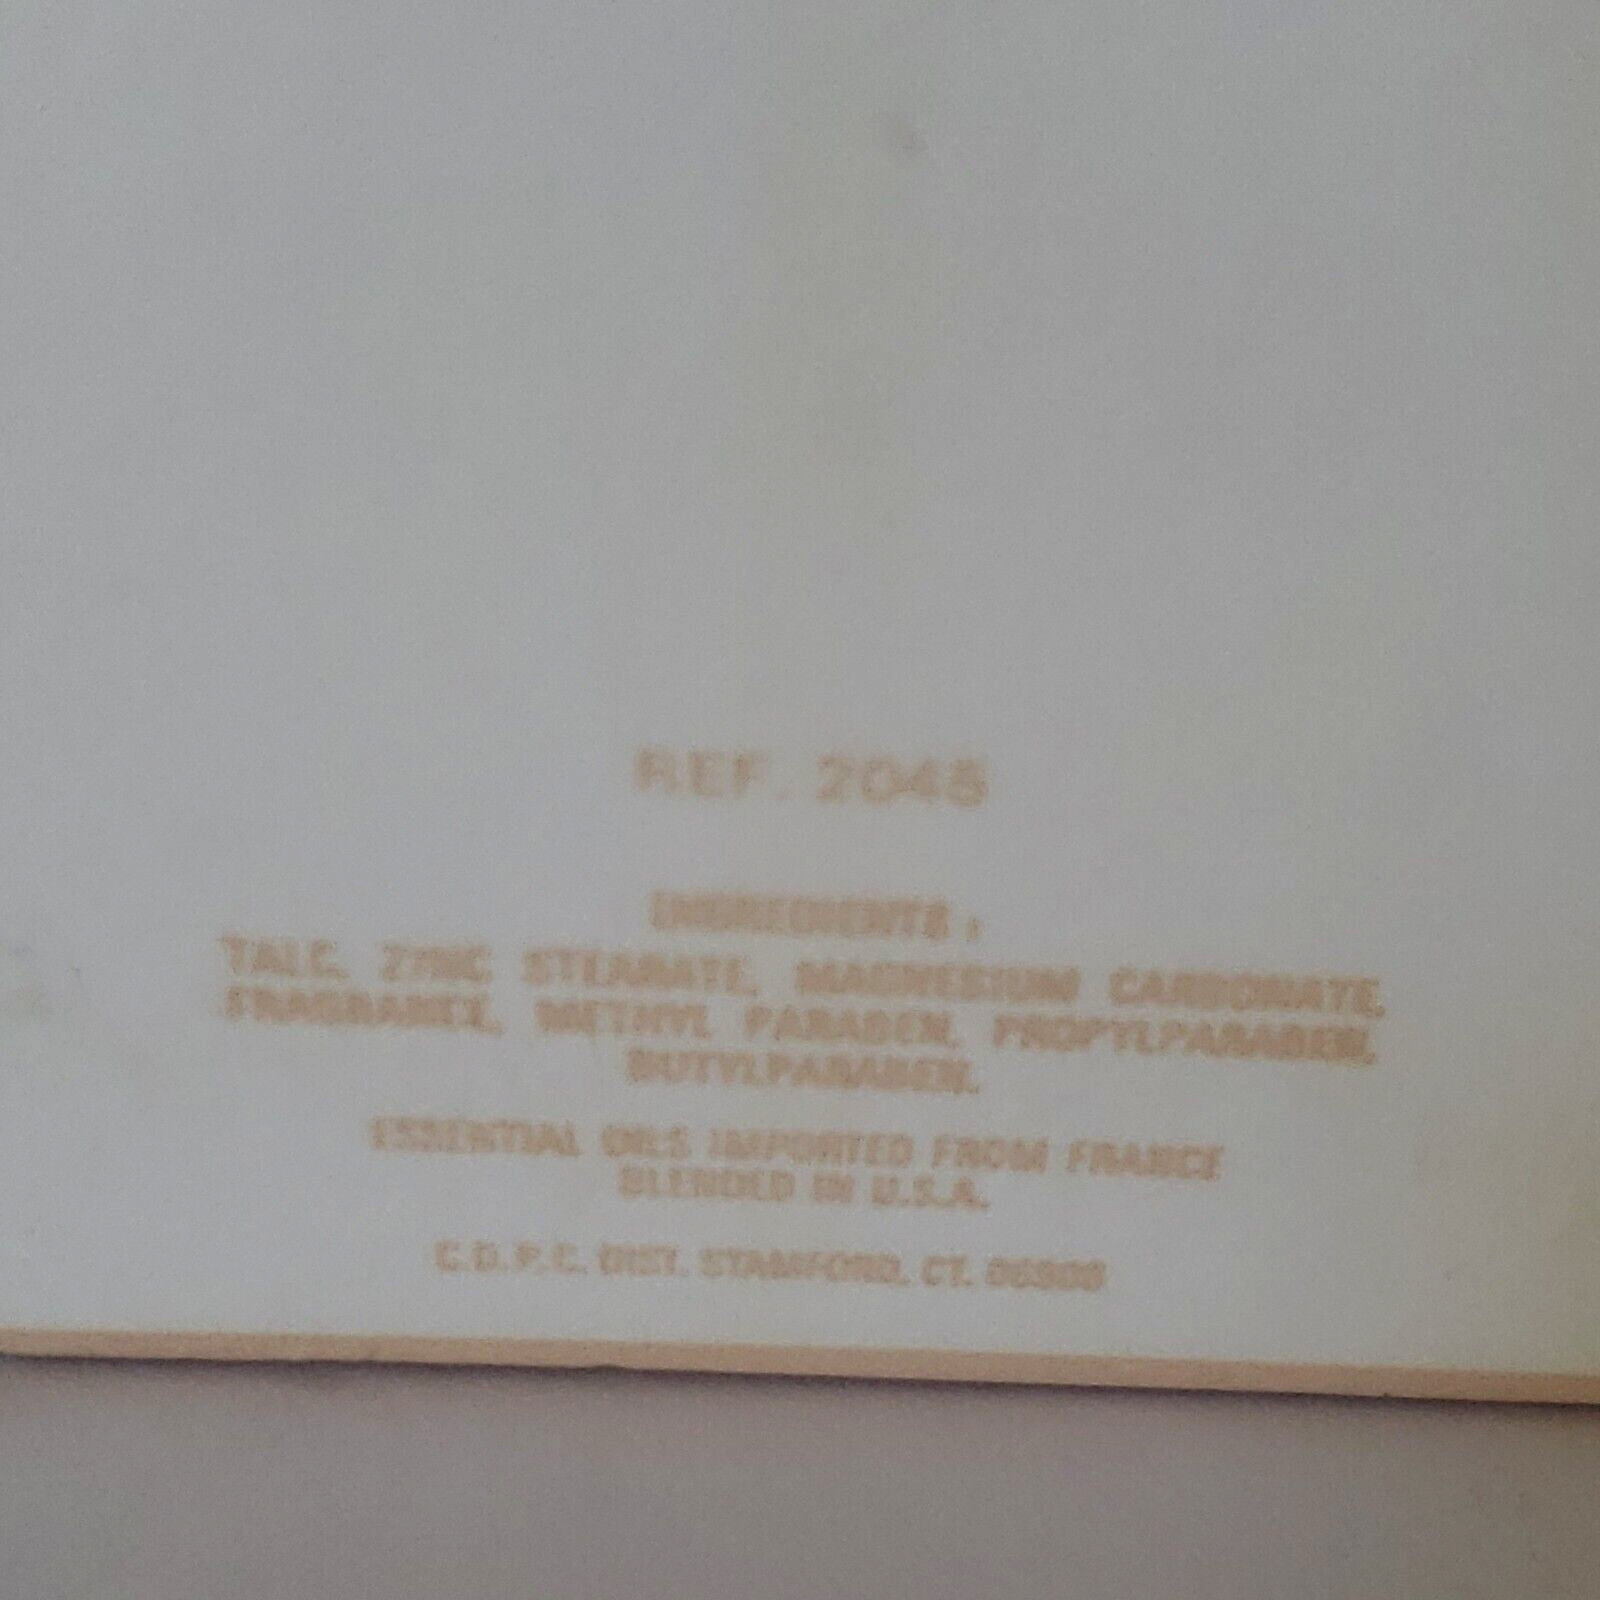 REF. 2048
INGREDIENTS :
TALC, ZINC STEARATE, MAGNESIUM CARBONATE,
FRAGRANCE, METHYL PARABEN, PROPYLPARABEN,
BUTYLPARABEN.
ESSENTIAL OILS IMPORTED FROM FRANCE
BLENDED IN U.S.A.
C.D.P.C. DIST. STAMFORD, CT.